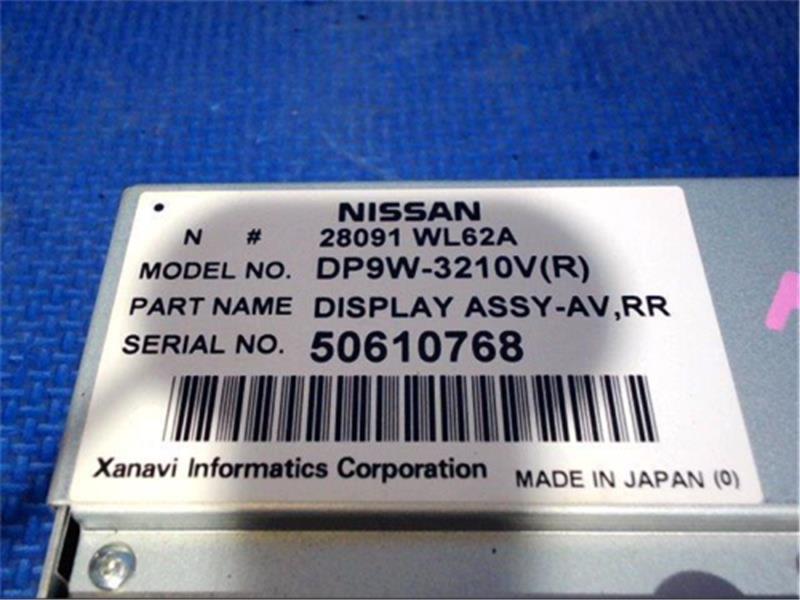 NISSAN
N # 28091 WL62A
MODEL NO. DP9W-3210V(R)
PART NAME DISPLAY ASSY-AV,RR
SERIAL NO. 50610768
Xanavi Informatics Corporation MADE IN JAPAN (0)